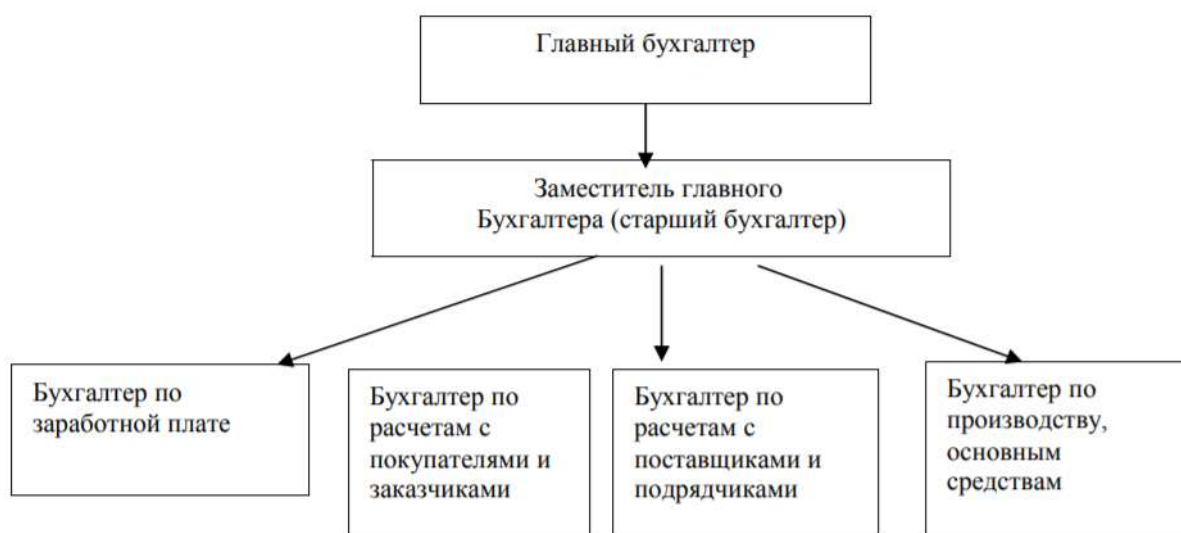 Главный бухгалтер
Заместитель главного
Бухгалтера (старший бухгалтер)
Бухгалтер по
заработной плате
Бухгалтер по
расчетам с
покупателями и
заказчиками
Бухгалтер по
расчетам с
поставщиками и
подрядчиками
Бухгалтер по
производству,
основным
средствам